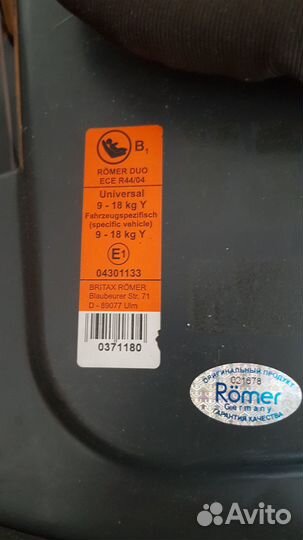 B₁
RÖMER DUO
ECE R44/04
Universal
9 - 18 kg Y
Fahrzeugspezifisch
(specific vehicle)
9 - 18 kg Y
E1
04301133
BRITAX RÖMER
Blaubeurer Str. 71
D - 89077 Ulm
0371180
ОРИГИНАЛЬНЫЙ ПРОДУКТ
021678
Römer
Germany
ГАРАНТИЯ КАЧЕСТВА
Avito